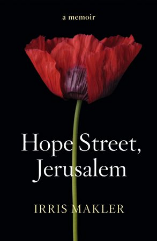 a memoir
Hope Street,
Jerusalem
IRRIS MAKLER